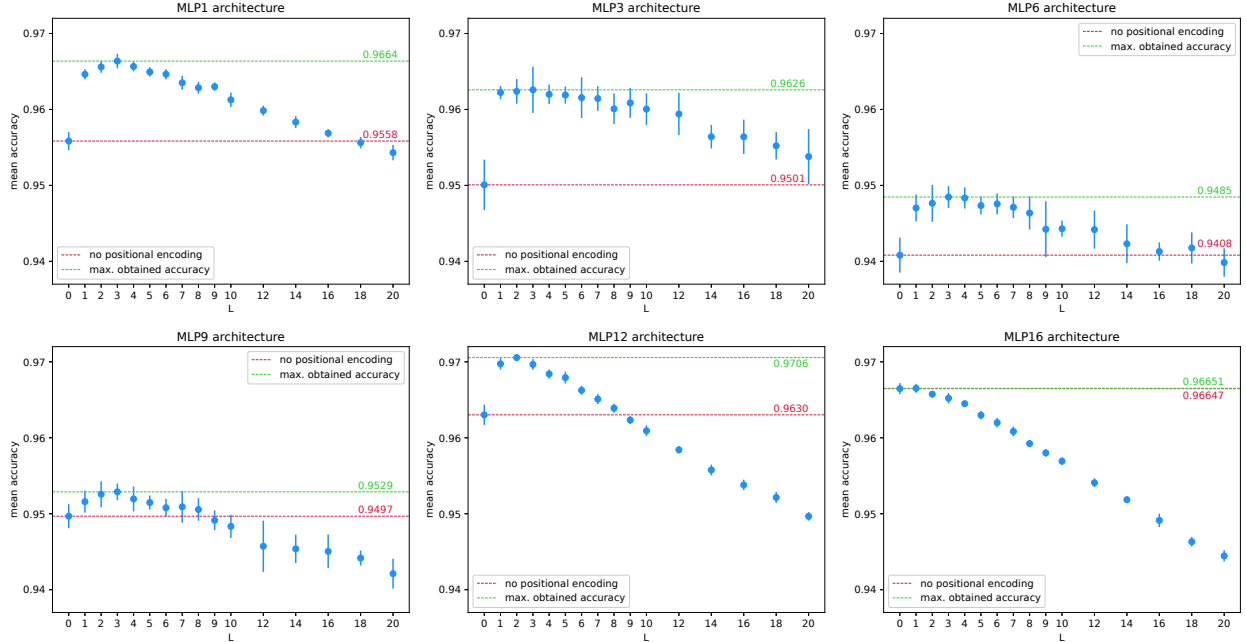 MLP1 architecture
0.97
0.96
0.95
0.94
mean accuracy
0.9664
0.9558
no positional encoding
max. obtained accuracy
0 1 2 3 4 5 6 7 8 9 10 12 14 16 18 20
L
MLP3 architecture
0.97
0.96
0.95
0.94
mean accuracy
0.9626
0.9501
no positional encoding
max. obtained accuracy
0 1 2 3 4 5 6 7 8 9 10 12 14 16 18 20
L
MLP6 architecture
0.97
0.96
0.95
0.94
mean accuracy
no positional encoding
max. obtained accuracy
0.9485
0.9408
0 1 2 3 4 5 6 7 8 9 10 12 14 16 18 20
L
MLP9 architecture
0.97
0.96
0.95
0.94
mean accuracy
no positional encoding
max. obtained accuracy
0.9529
0.9497
0 1 2 3 4 5 6 7 8 9 10 12 14 16 18 20
L
MLP12 architecture
0.97
0.96
0.95
0.94
mean accuracy
0.9706
0.9630
no positional encoding
max. obtained accuracy
0 1 2 3 4 5 6 7 8 9 10 12 14 16 18 20
L
MLP16 architecture
0.97
0.96
0.95
0.94
mean accuracy
0.96651
0.96647
no positional encoding
max. obtained accuracy
0 1 2 3 4 5 6 7 8 9 10 12 14 16 18 20
L